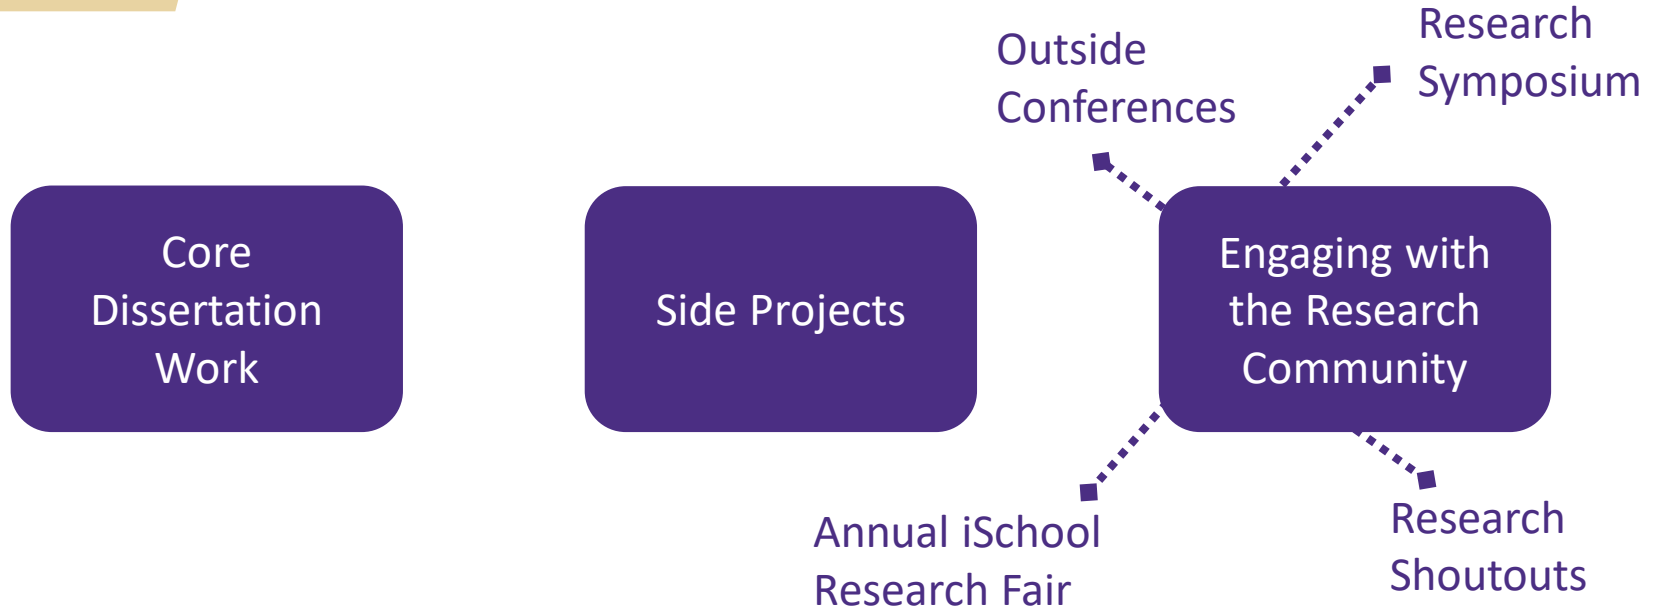 Core
Dissertation
Work
Side Projects
Outside
Conferences
Research
Symposium
Engaging with
the Research
Community
Annual iSchool
Research Fair
Research
Shoutouts